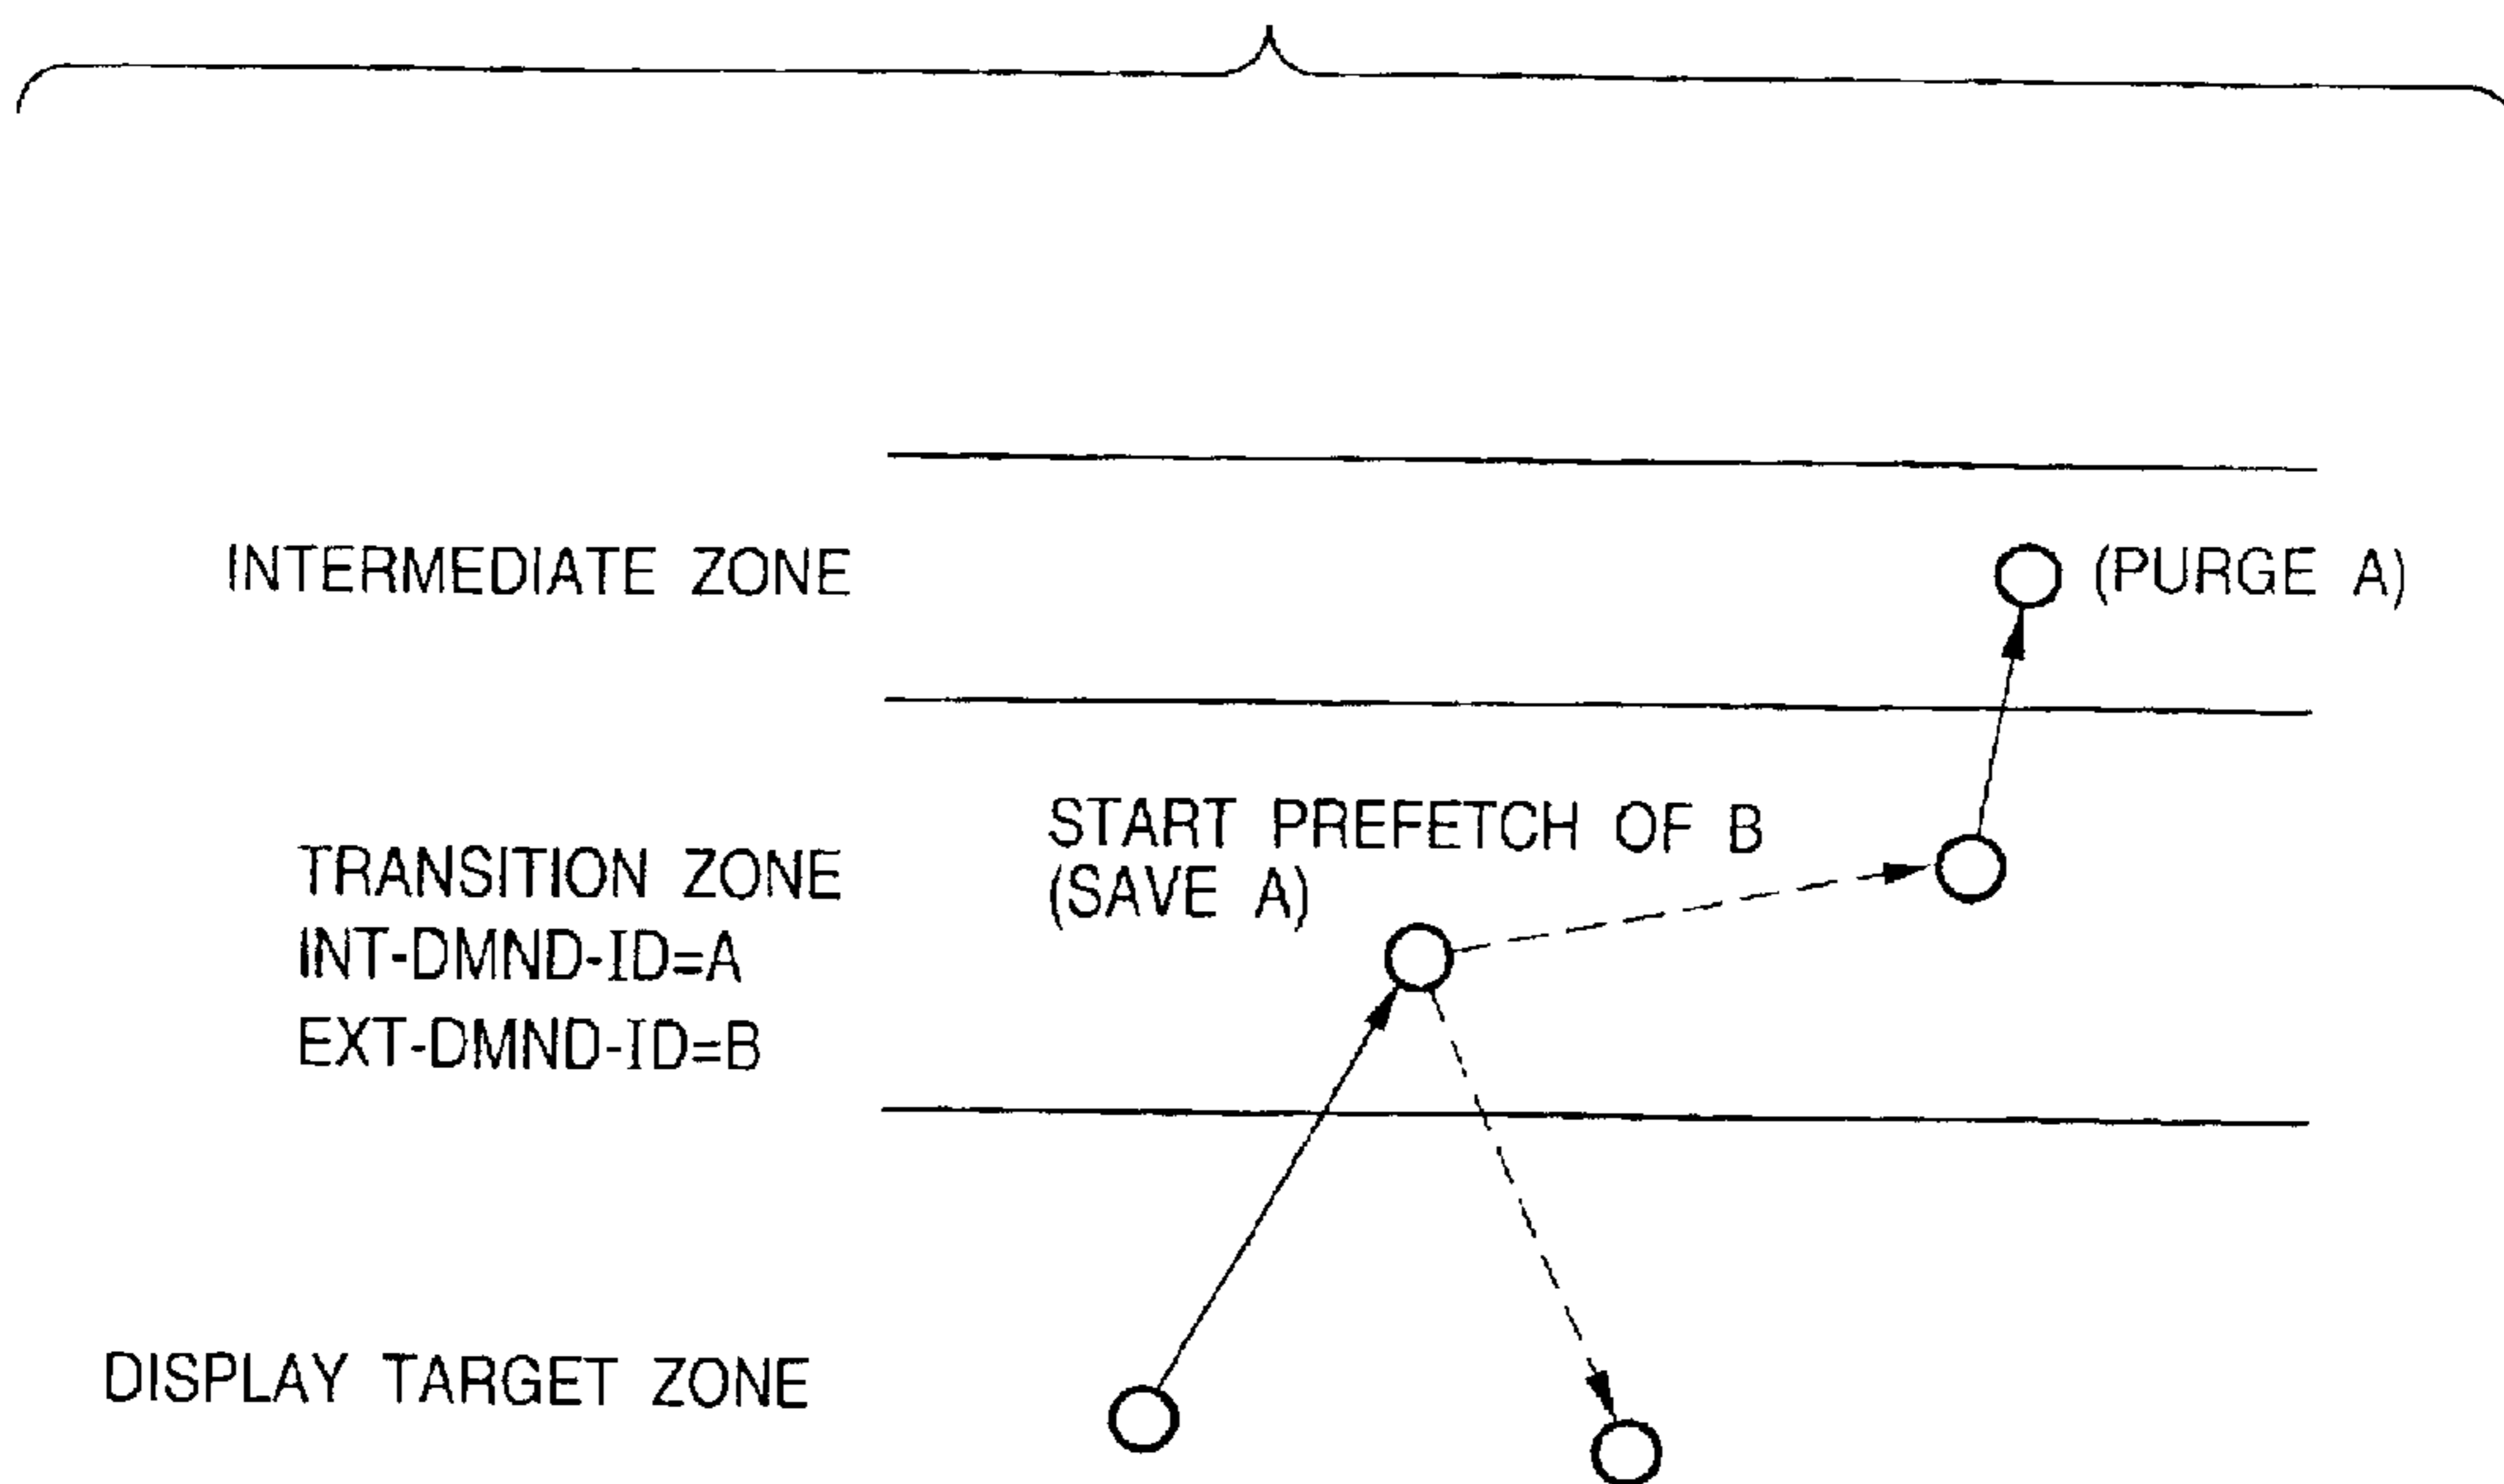 INTERMEDIATE ZONE
(PURGE A)
START PREFETCH OF B
(SAVE A)
TRANSITION ZONE
INT-DMND-ID=A
EXT-DMND-ID=B
DISPLAY TARGET ZONE